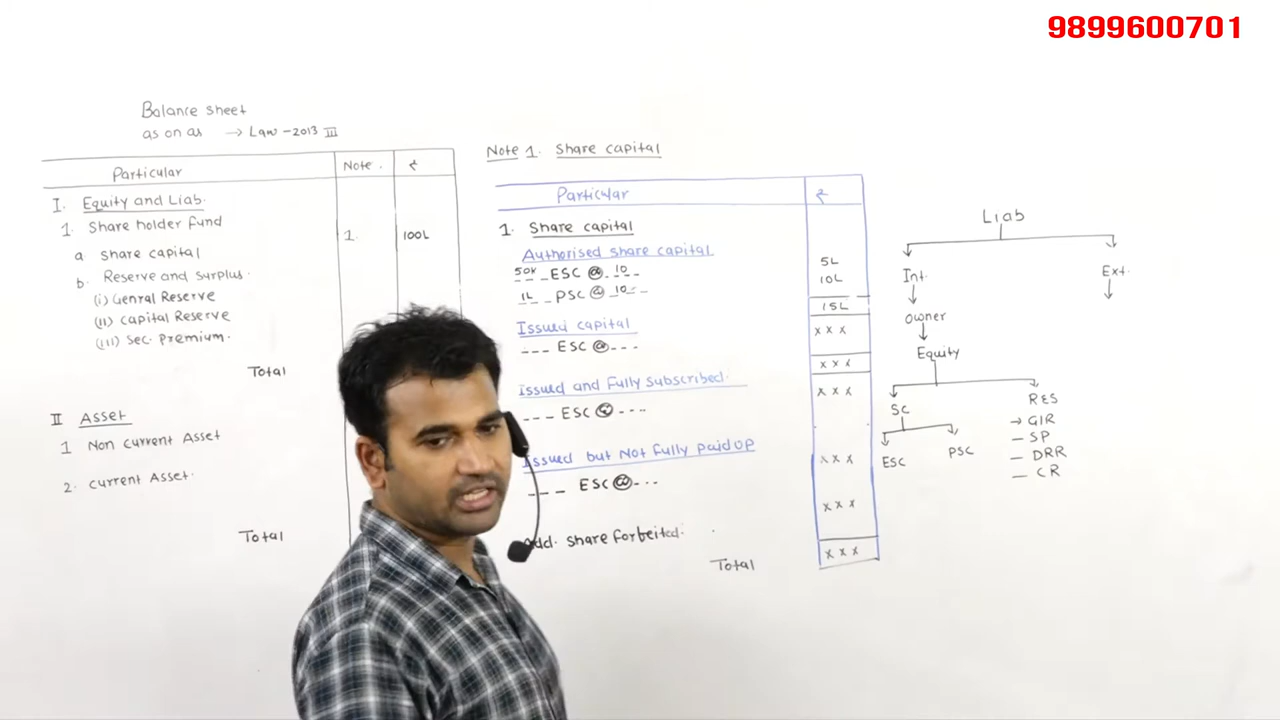 9899600701
Balance sheet
as on as → Law - 2013 III
Particular Note. ₹
I. Equity and Liab.
1. Share holder fund
1. 100L
a share capital
b. Reserve and surplus.
(i) Genral Reserve
(ii) capital Reserve
(iii) Sec. Premium.
Total
II Asset
1 Non current Asset
2. current Asset.
Total
Note 1. Share capital
Particular ₹
1. Share capital
Authorised share capital
50K ESC @ 10 5L
1L PSC @ 10 10L
15L
Issued capital xxx
--- ESC @ ---
xxx
Issued and Fully Subscribed. xxx
--- ESC @ ---
Issued but Not Fully paid up xxx
--- ESC @ ---
xxx
Add. share forbeited.
xxx
Total
Liab
Int. Ext.
owner
Equity
SC RES
→ GIR
— SP
ESC PSC — DRR
— CR